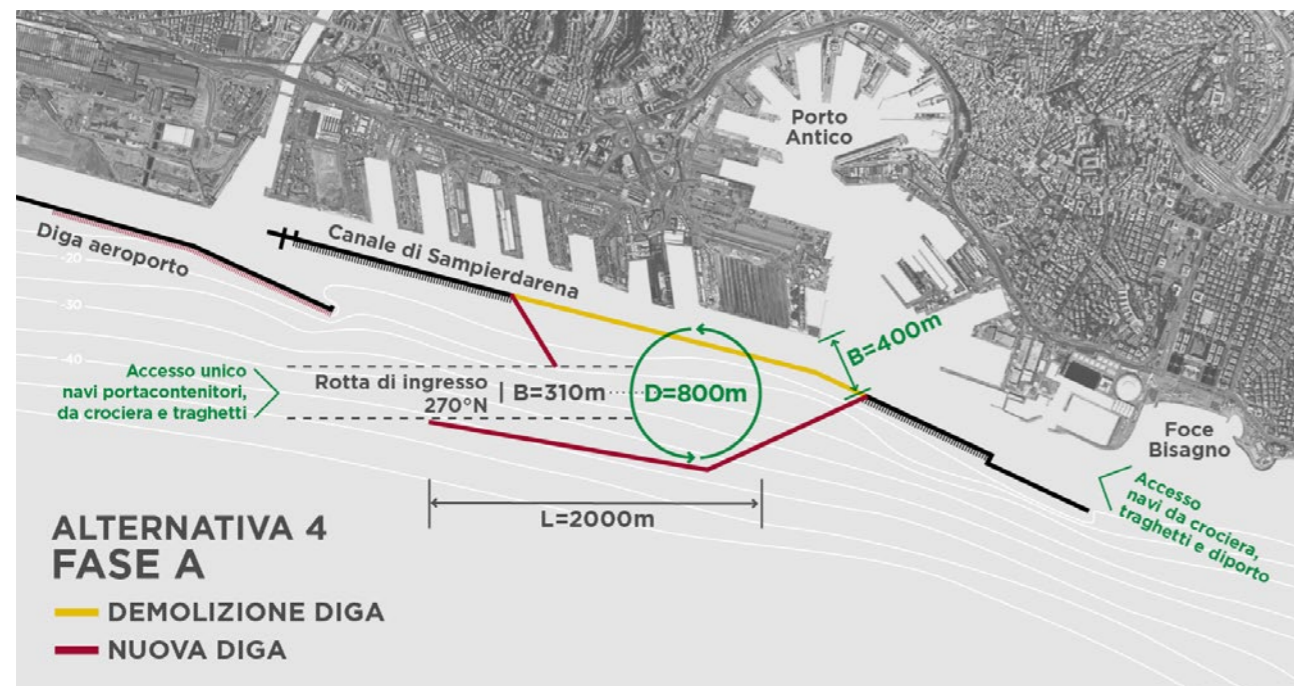 Porto
Antico
Diga aeroporto
Canale di Sampierdarena
-20
-30
-40
B=400m
Accesso unico
navi portacontenitori,
da crociera e traghetti
Rotta di ingresso
270°N
B=310m
D=800m
Foce
Bisagno
Accesso
navi da crociera,
traghetti e diporto
L=2000m
ALTERNATIVA 4
FASE A
DEMOLIZIONE DIGA
NUOVA DIGA